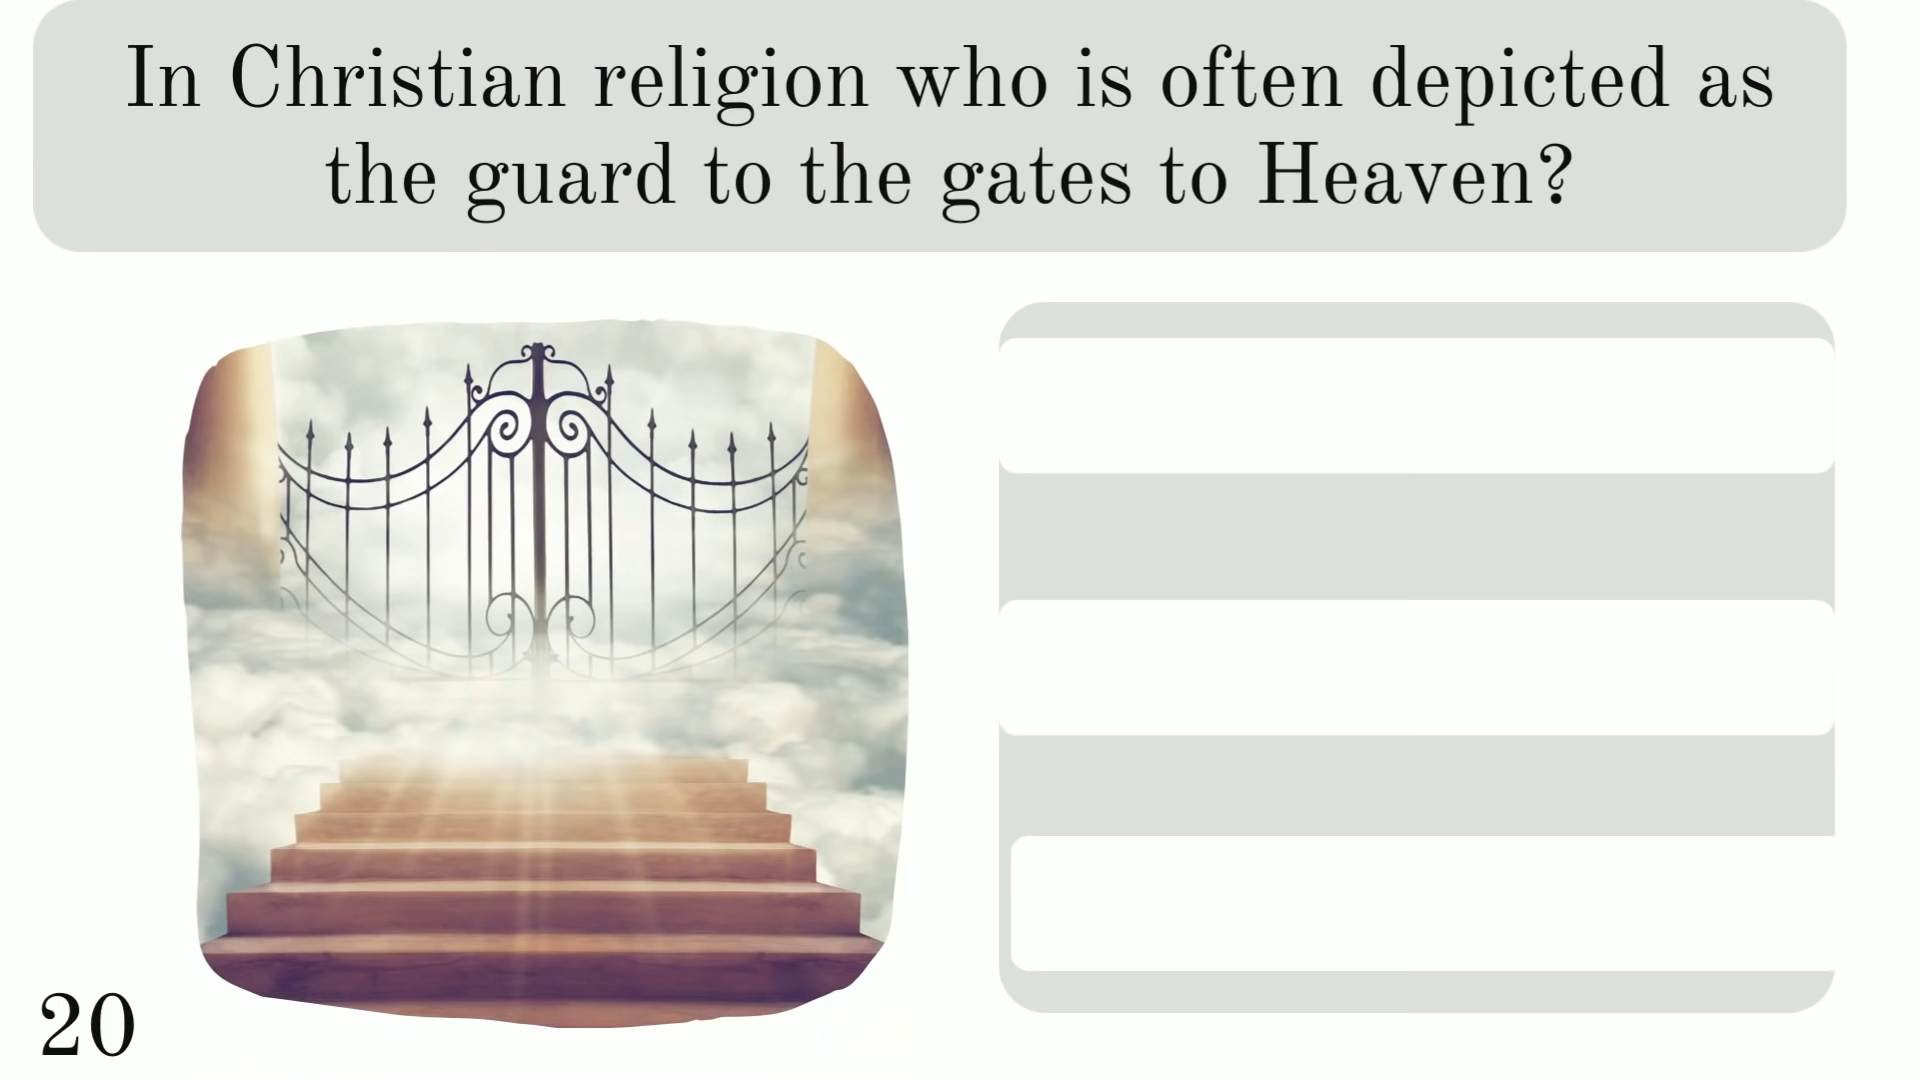 In Christian religion who is often depicted as
the guard to the gates to Heaven?
20